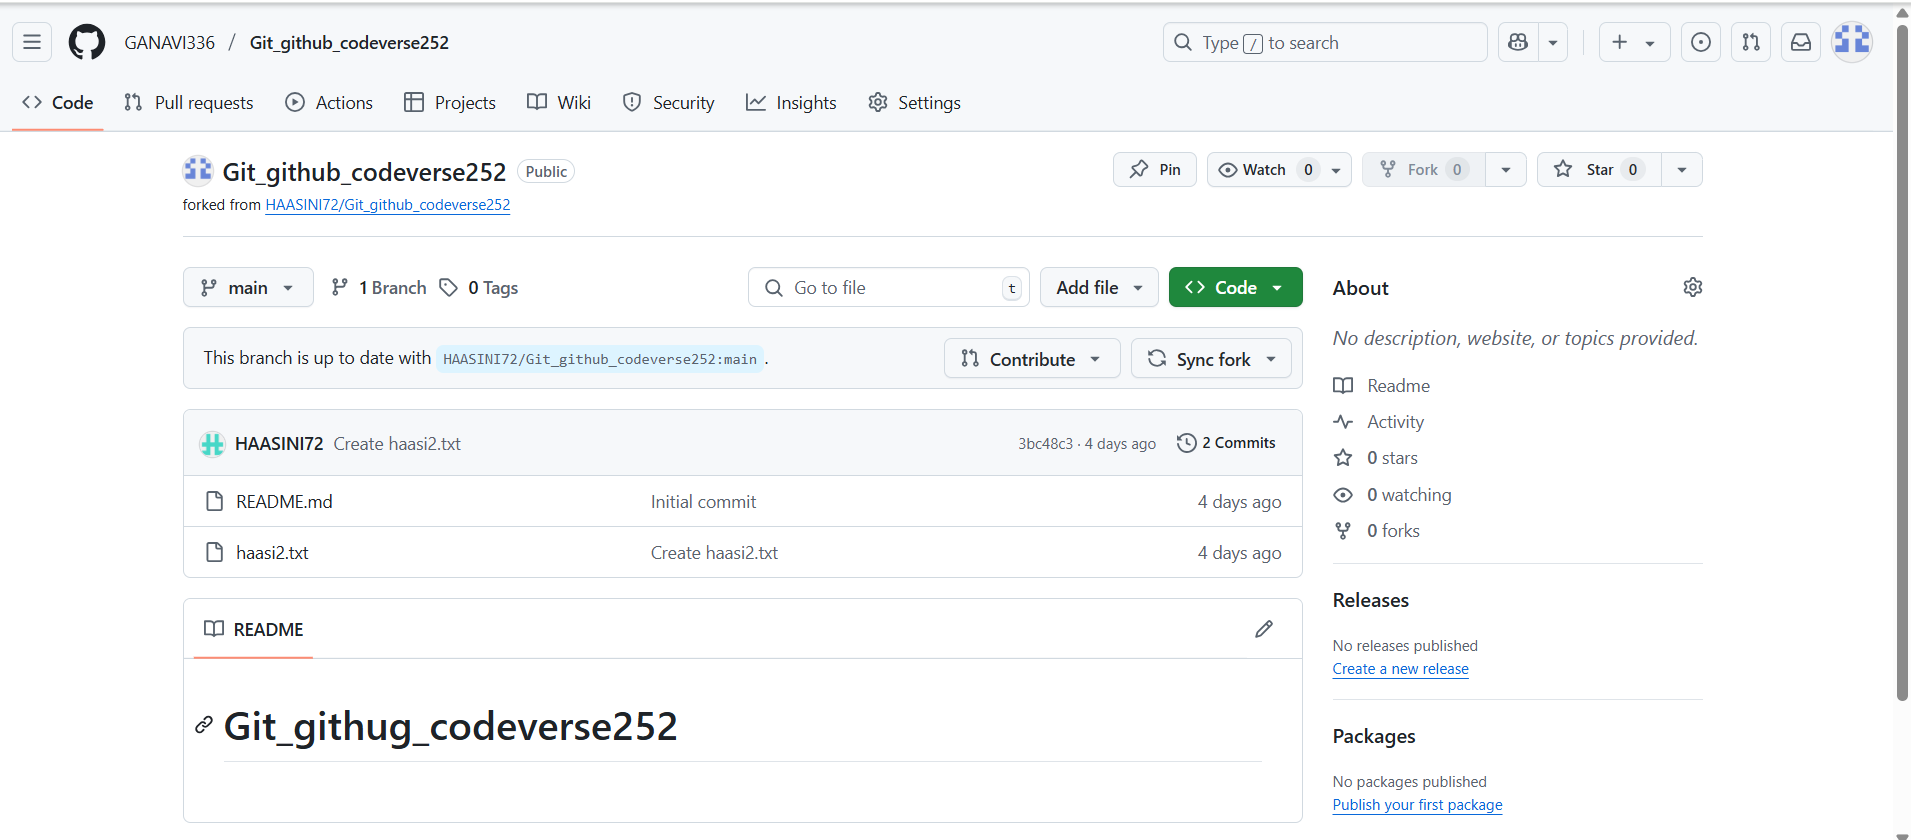 GANAVI336 / Git_github_codeverse252
Type / to search
Code Pull requests Actions Projects Wiki Security Insights Settings
Git_github_codeverse252 Public
Pin Watch 0 Fork 0 Star 0
forked from HAASINI72/Git_github_codeverse252
main 1 Branch 0 Tags Go to file t Add file Code
This branch is up to date with HAASINI72/Git_github_codeverse252:main .
Contribute Sync fork
HAASINI72 Create haasi2.txt 3bc48c3 · 4 days ago 2 Commits
README.md Initial commit 4 days ago
haasi2.txt Create haasi2.txt 4 days ago
README
Git_githug_codeverse252
About
No description, website, or topics provided.
Readme
Activity
0 stars
0 watching
0 forks
Releases
No releases published
Create a new release
Packages
No packages published
Publish your first package